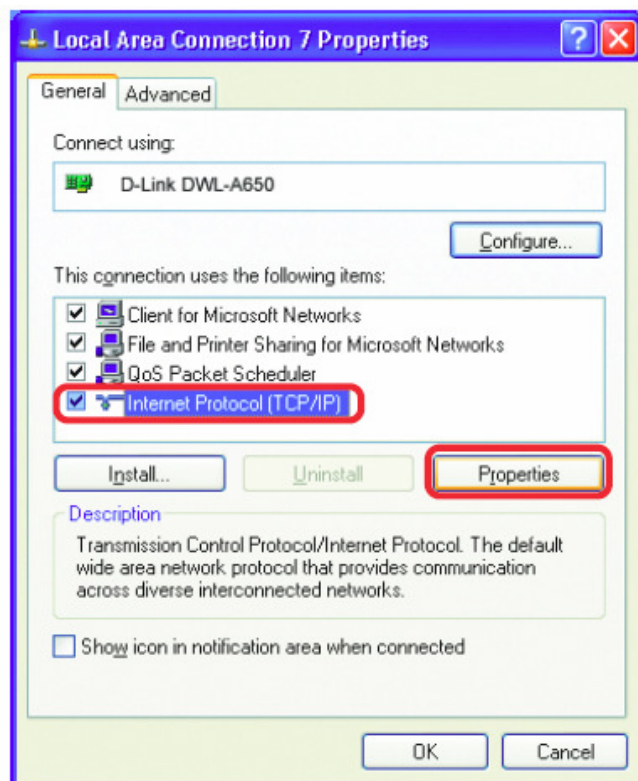 Local Area Connection 7 Properties
General
Advanced
Connect using:
D-Link DWL-A650
Configure...
This connection uses the following items:
Client for Microsoft Networks
File and Printer Sharing for Microsoft Networks
QoS Packet Scheduler
Internet Protocol (TCP/IP)
Install...
Uninstall
Properties
Description
Transmission Control Protocol/Internet Protocol. The default
wide area network protocol that provides communication
across diverse interconnected networks.
Show icon in notification area when connected
OK
Cancel